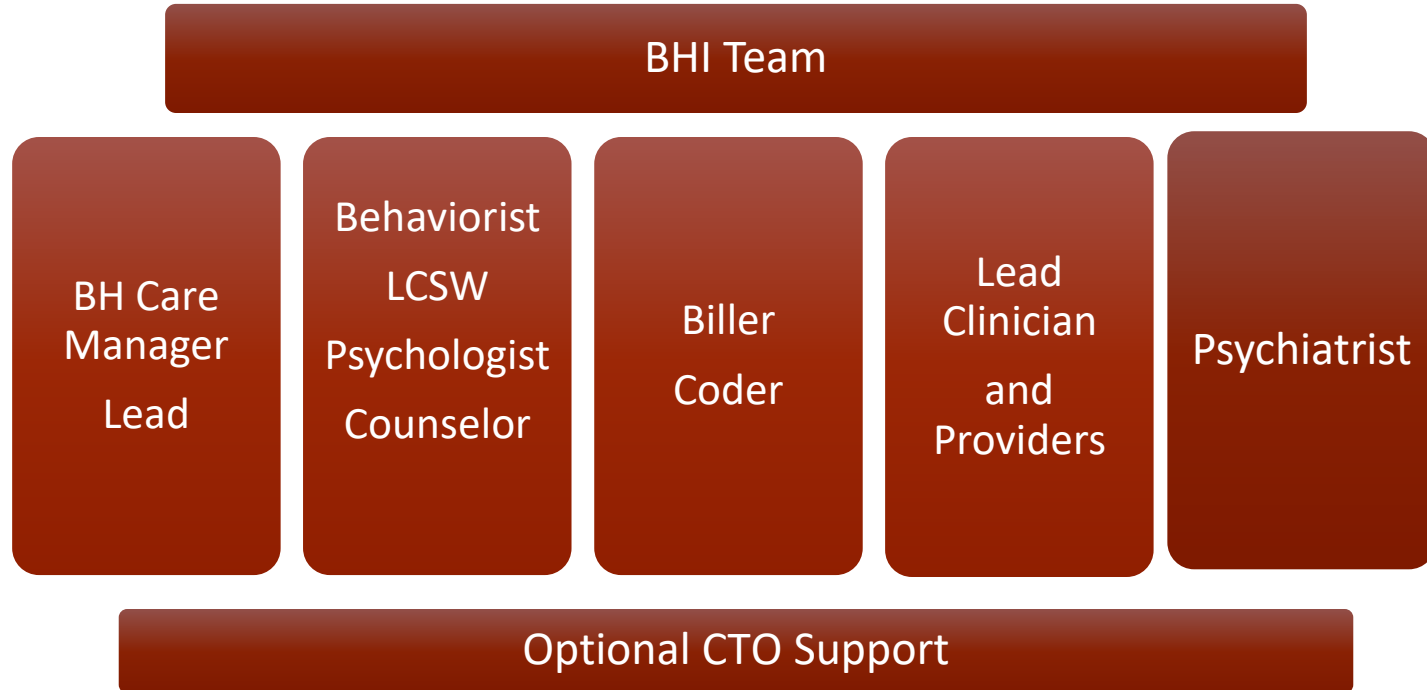 BHI Team
BH Care
Manager
Lead
Behaviorist
LCSW
Psychologist
Counselor
Biller
Coder
Lead
Clinician
and
Providers
Psychiatrist
Optional CTO Support